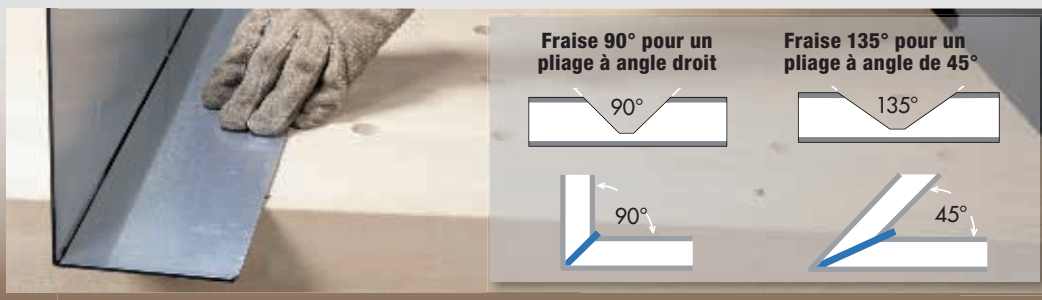 Fraise 90° pour un
pliage à angle droit
90°
90°
Fraise 135° pour un
pliage à angle de 45°
135°
45°